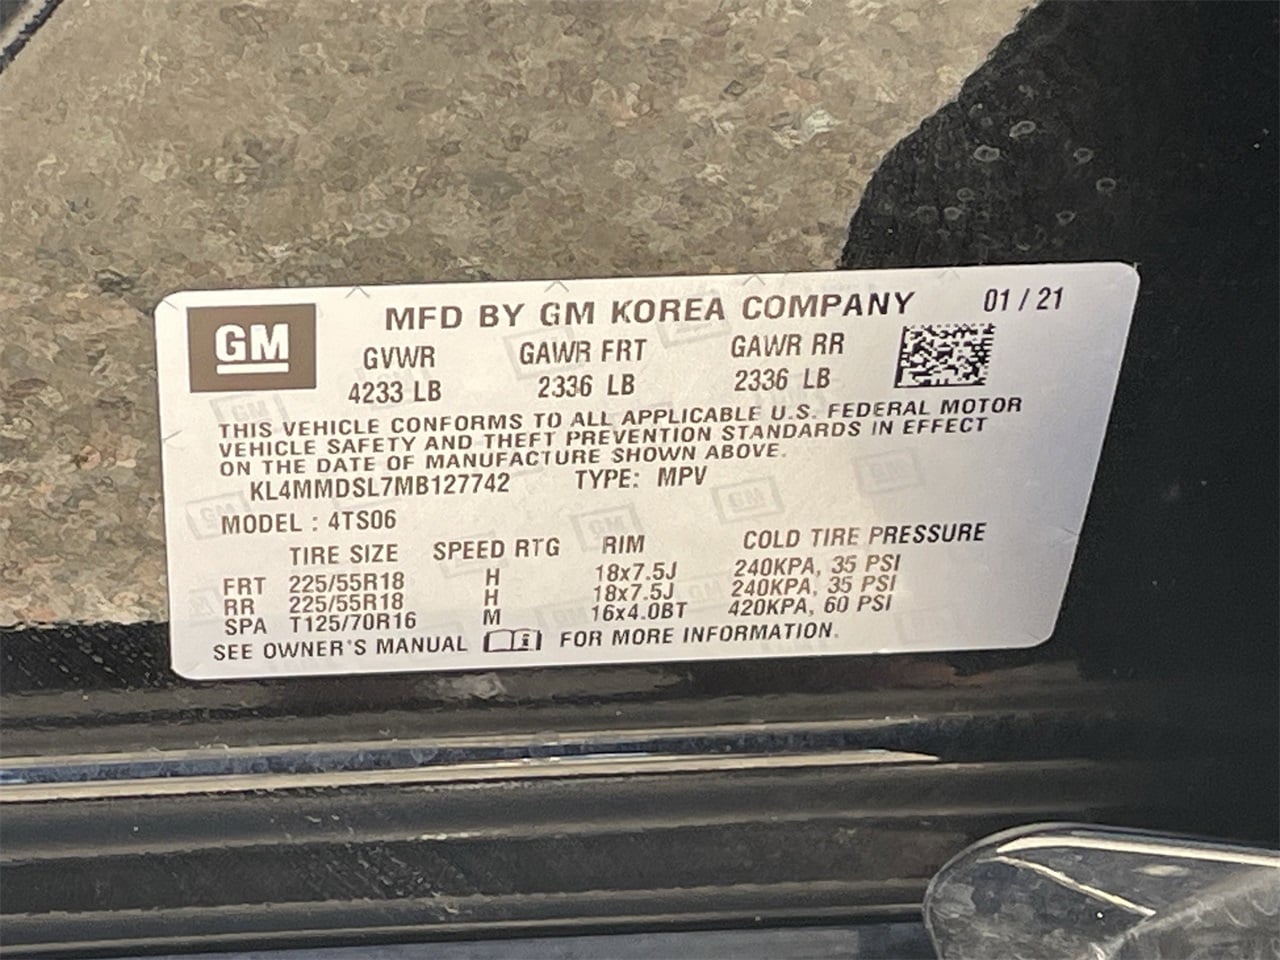 GM
MFD BY GM KOREA COMPANY 01 / 21
GVWR GAWR FRT GAWR RR
4233 LB 2336 LB 2336 LB
THIS VEHICLE CONFORMS TO ALL APPLICABLE U.S. FEDERAL MOTOR
VEHICLE SAFETY AND THEFT PREVENTION STANDARDS IN EFFECT
ON THE DATE OF MANUFACTURE SHOWN ABOVE.
KL4MMDSL7MB127742 TYPE: MPV
MODEL : 4TS06
TIRE SIZE SPEED RTG RIM COLD TIRE PRESSURE
FRT 225/55R18 H 18x7.5J 240KPA, 35 PSI
RR 225/55R18 H 18x7.5J 240KPA, 35 PSI
SPA T125/70R16 M 16x4.0BT 420KPA, 60 PSI
SEE OWNER'S MANUAL i FOR MORE INFORMATION.